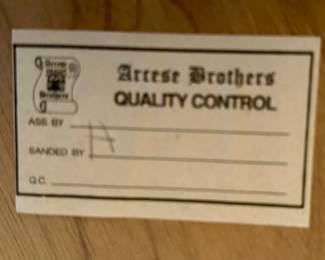 Arcese Brothers
QUALITY CONTROL
ASS. BY
H
SANDED BY
Q.C.